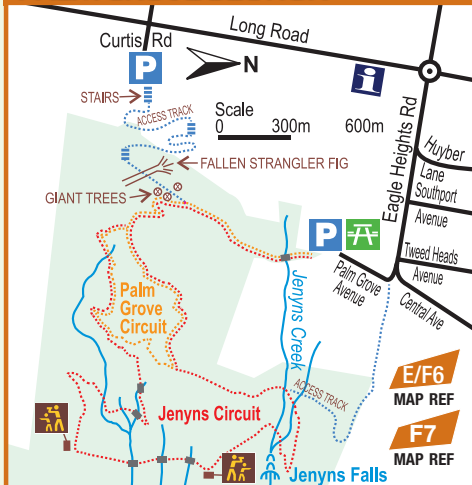 Long Road
Curtis Rd
P
N
i
STAIRS
ACCESS TRACK
Scale
0 300m 600m
FALLEN STRANGLER FIG
GIANT TREES
Eagle Heights Rd
Huyber
Lane
Southport
Avenue
Tweed Heads
Avenue
P
Palm Grove
Avenue
Central Ave
Palm
Grove
Circuit
Jenyns Creek
ACCESS TRACK
E/F6
MAP REF
Jenyns Circuit
F7
MAP REF
Jenyns Falls